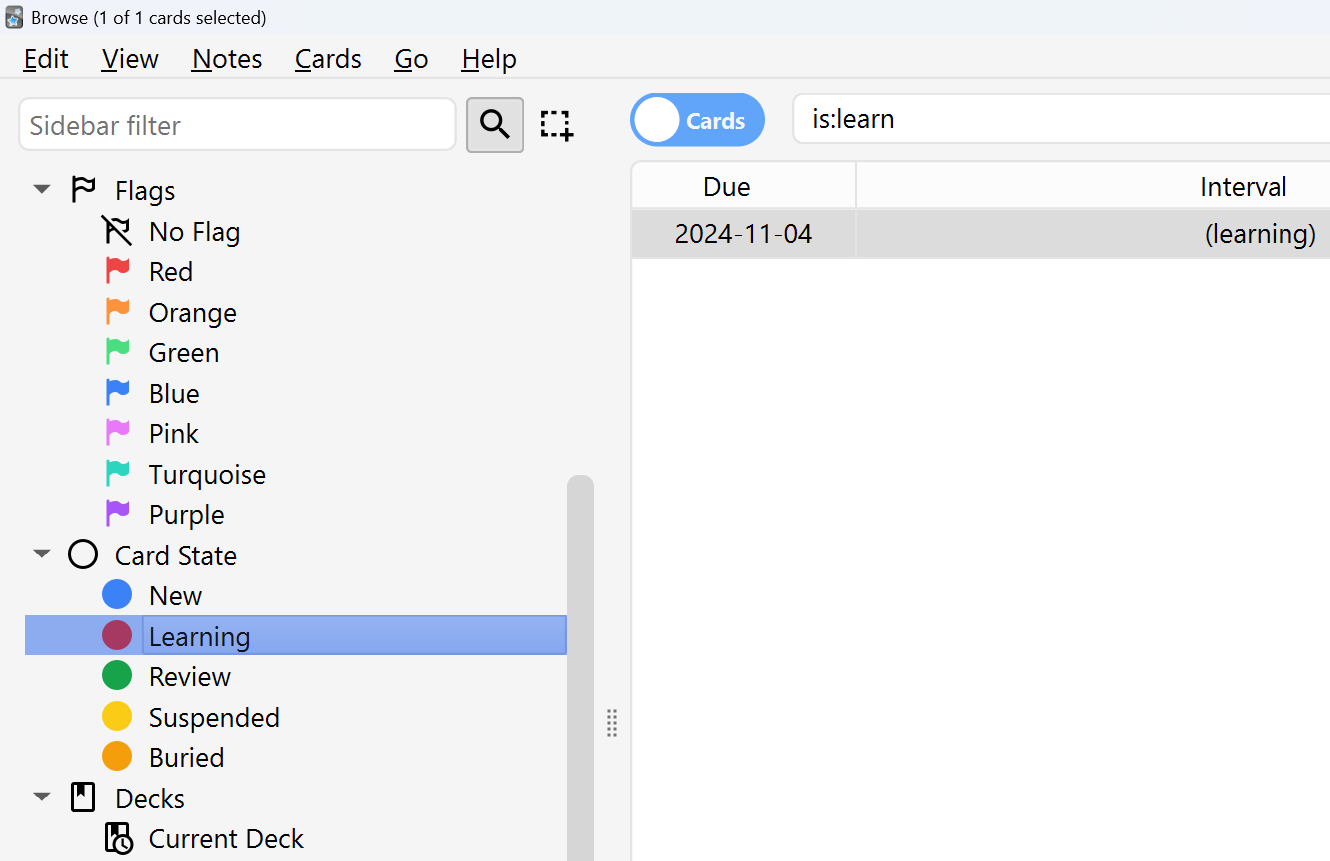 Browse (1 of 1 cards selected)
Edit View Notes Cards Go Help
Sidebar filter
Cards
is:learn
Due Interval
2024-11-04 (learning)
Flags
No Flag
Red
Orange
Green
Blue
Pink
Turquoise
Purple
Card State
New
Learning
Review
Suspended
Buried
Decks
Current Deck